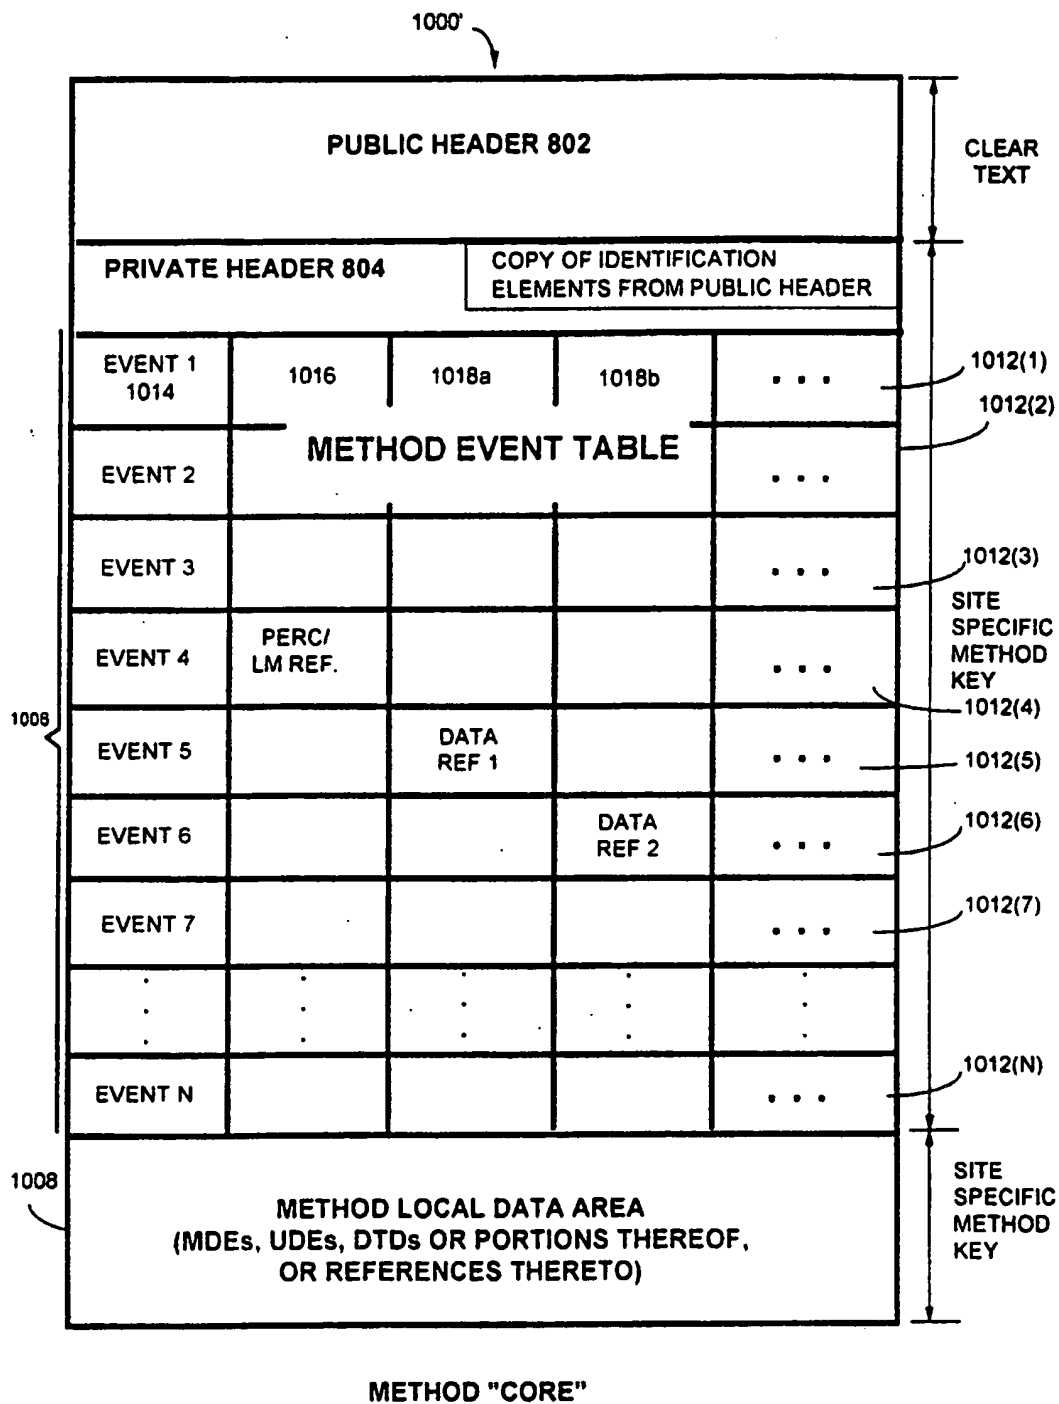 1000'
PUBLIC HEADER 802
CLEAR
TEXT
PRIVATE HEADER 804
COPY OF IDENTIFICATION
ELEMENTS FROM PUBLIC HEADER
EVENT 1
1014
1016
1018a
1018b
. . .
1012(1)
1012(2)
METHOD EVENT TABLE
EVENT 2
. . .
EVENT 3
. . .
1012(3)
SITE
SPECIFIC
METHOD
KEY
EVENT 4
PERC/
LM REF.
. . .
1012(4)
1006
EVENT 5
DATA
REF 1
. . .
1012(5)
EVENT 6
DATA
REF 2
. . .
1012(6)
EVENT 7
. . .
1012(7)
EVENT N
. . .
1012(N)
1008
METHOD LOCAL DATA AREA
(MDEs, UDEs, DTDs OR PORTIONS THEREOF,
OR REFERENCES THERETO)
SITE
SPECIFIC
METHOD
KEY
METHOD "CORE"